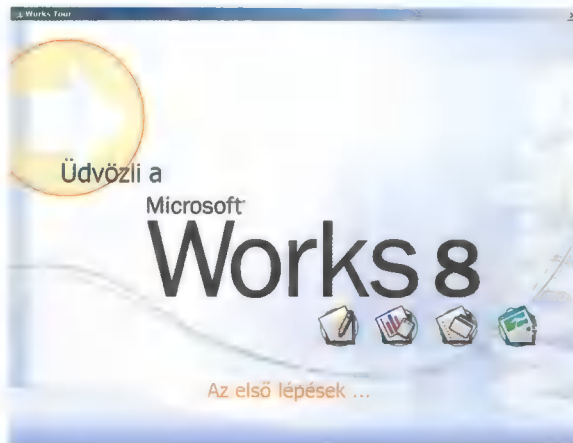 Works Tour
Üdvözli a
Microsoft
Works 8
Az első lépések ...